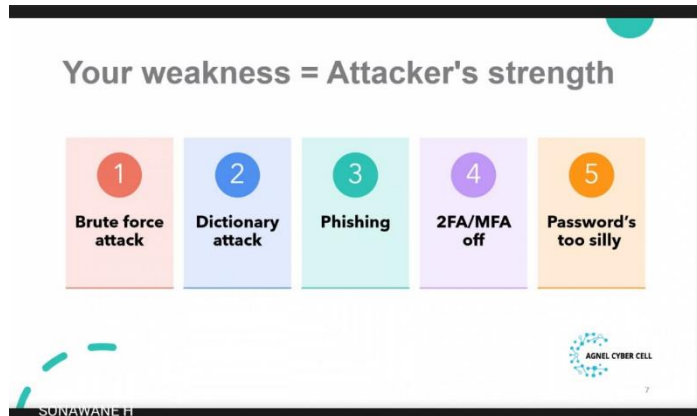 Your weakness = Attacker's strength
1
Brute force
attack
2
Dictionary
attack
3
Phishing
4
2FA/MFA
off
5
Password's
too silly
AGNEL CYBER CELL
7
SONAWANE H